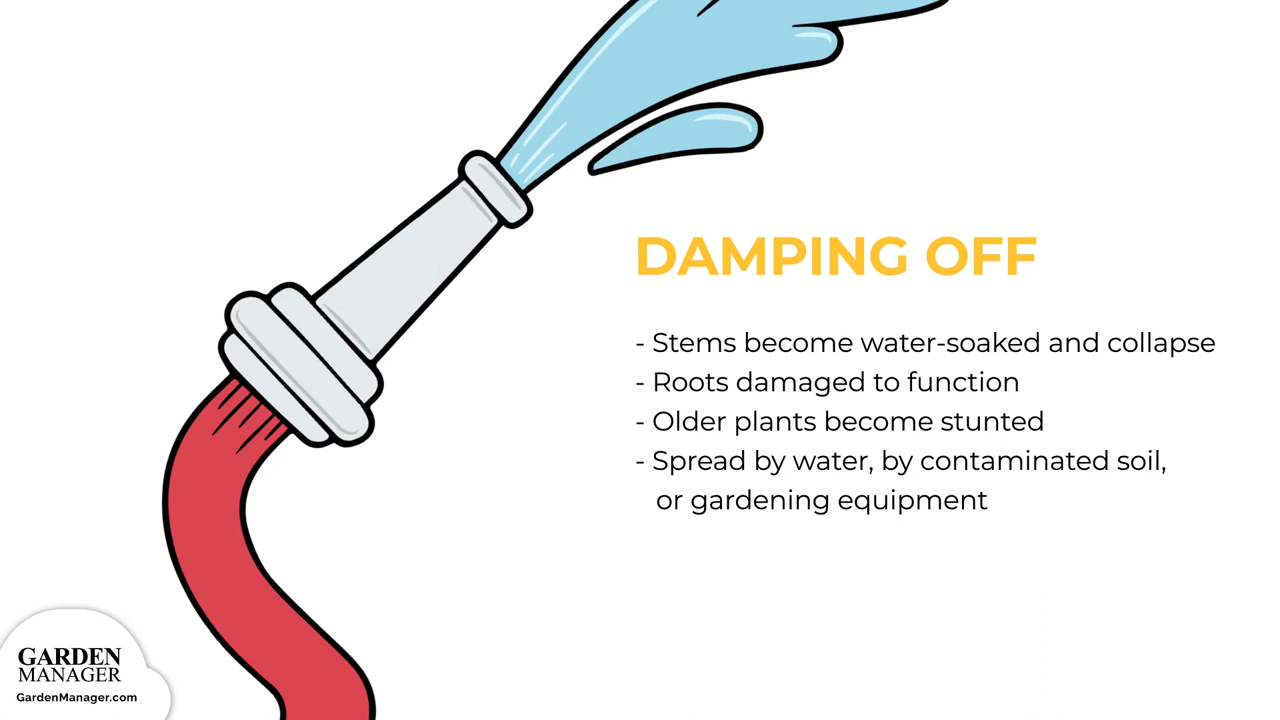 DAMPING OFF
- Stems become water-soaked and collapse
- Roots damaged to function
- Older plants become stunted
- Spread by water, by contaminated soil,
or gardening equipment
GARDEN
MANAGER
GardenManager.com